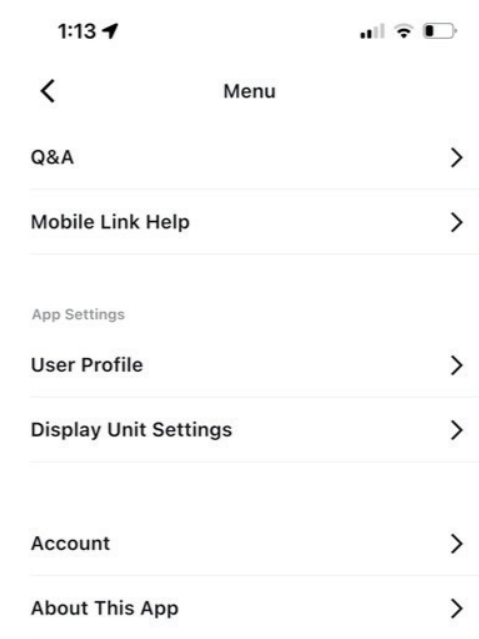 1:13
Menu
Q&A
Mobile Link Help
App Settings
User Profile
Display Unit Settings
Account
About This App